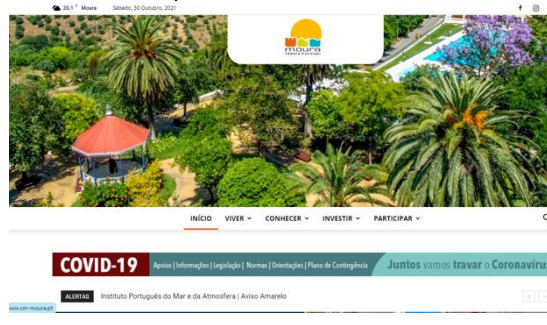 20.1 C Moura Sábado, 30 Outubro, 2021
moura
câmara municipal
INÍCIO VIVER CONHECER INVESTIR PARTICIPAR
COVID-19 Apoios | Informações | Legislação | Normas | Orientações | Plano de Contingência Juntos vamos travar o Coronavíru
ALERTAS Instituto Português do Mar e da Atmosfera | Aviso Amarelo
www.cm-moura.pt